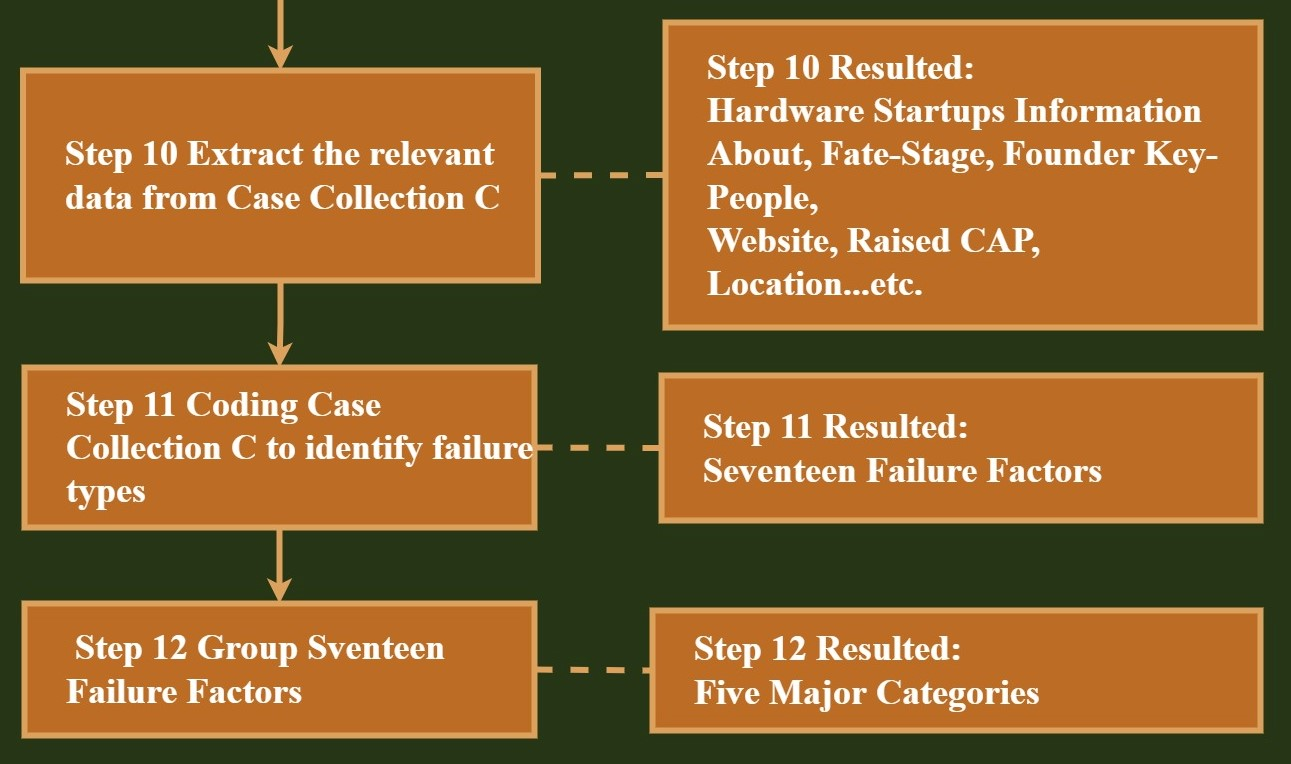 Step 10 Extract the relevant
data from Case Collection C
Step 10 Resulted:
Hardware Startups Information
About, Fate-Stage, Founder Key-
People,
Website, Raised CAP,
Location...etc.
Step 11 Coding Case
Collection C to identify failure
types
Step 11 Resulted:
Seventeen Failure Factors
Step 12 Group Sventeen
Failure Factors
Step 12 Resulted:
Five Major Categories